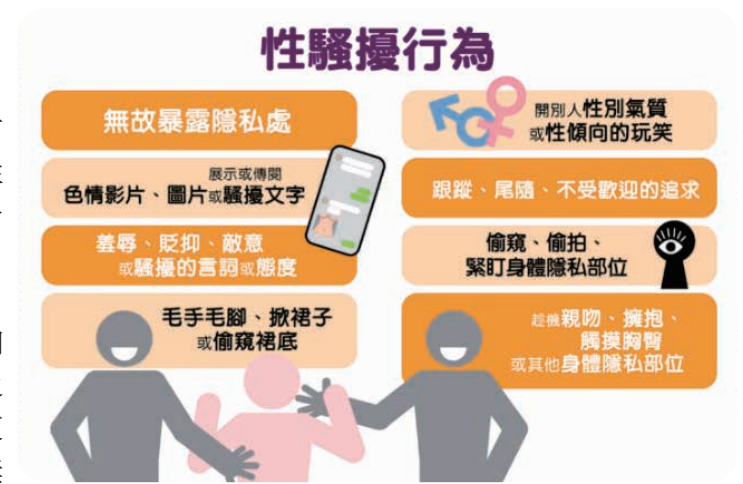 性騷擾行為
無故暴露隱私處
展示或傳閱
色情影片、圖片或騷擾文字
羞辱、貶抑、敵意
或騷擾的言詞或態度
毛手毛腳、掀裙子
或偷窺裙底
開別人性別氣質
或性傾向的玩笑
跟蹤、尾隨、不受歡迎的追求
偷窺、偷拍、
緊盯身體隱私部位
趁機親吻、擁抱、
觸摸胸臀
或其他身體隱私部位